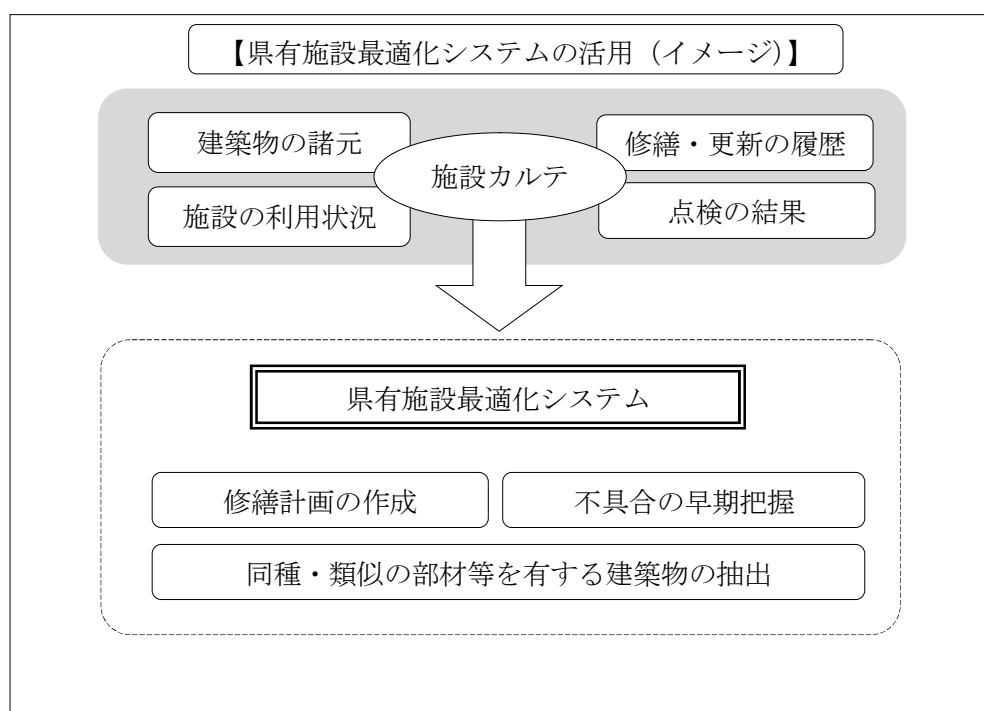 【県有施設最適化システムの活用（イメージ）】
建築物の諸元
修繕・更新の履歴
施設カルテ
施設の利用状況
点検の結果
県有施設最適化システム
修繕計画の作成
不具合の早期把握
同種・類似の部材等を有する建築物の抽出